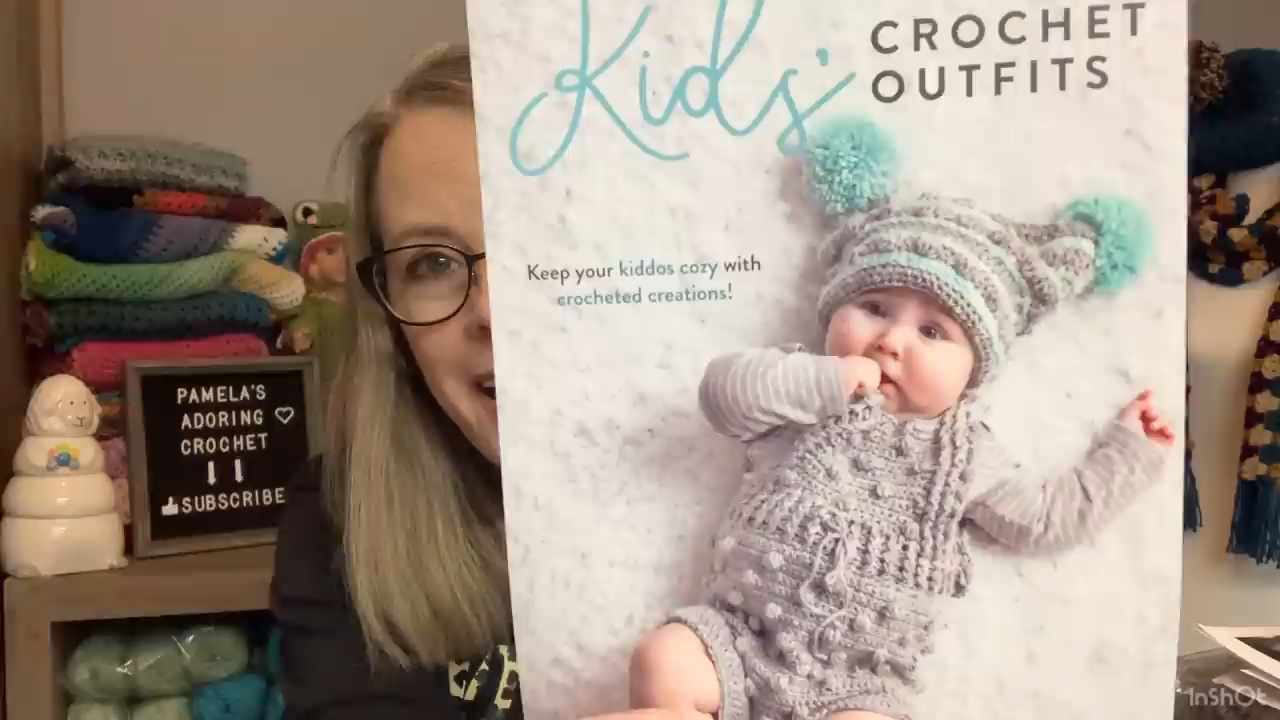 Kids'
CROCHET
OUTFITS
Keep your kiddos cozy with
crocheted creations!
PAMELA'S
ADORING ♡
CROCHET
↓ ↓
👍SUBSCRIBE
InShOt